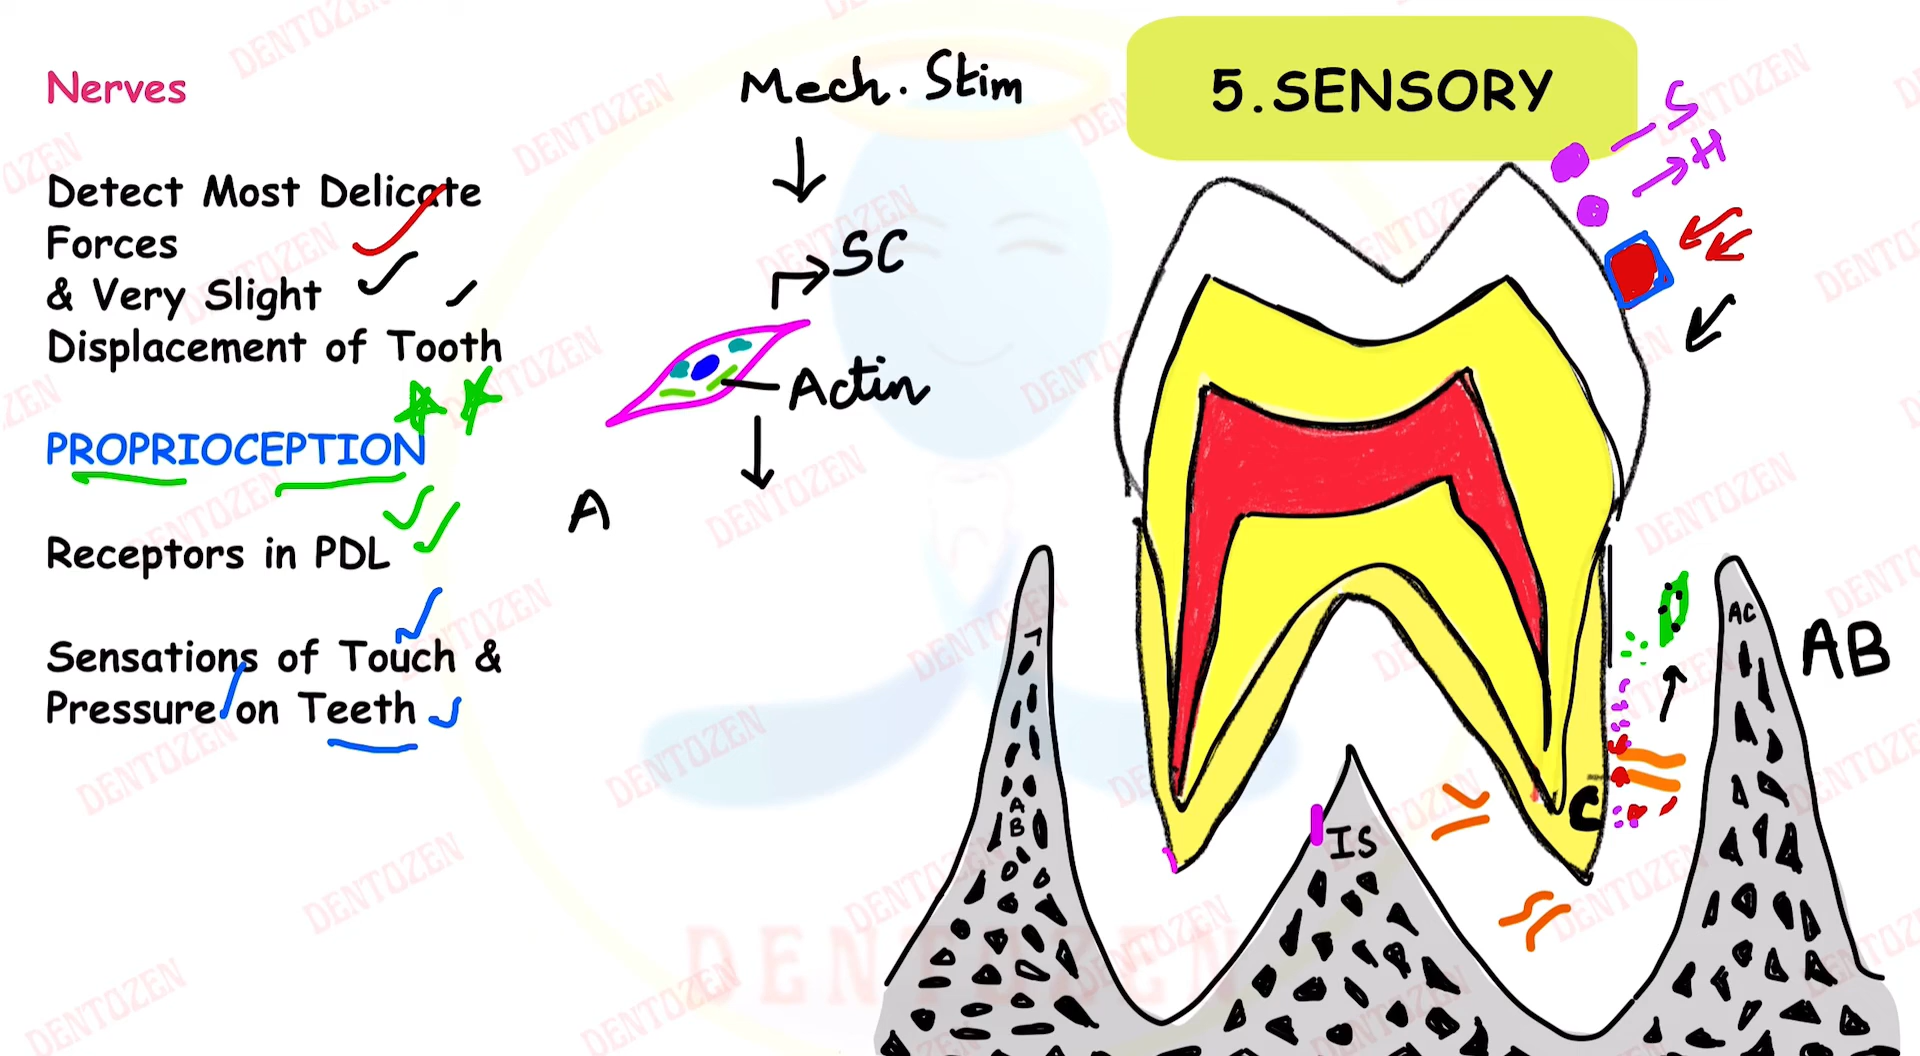 Nerves
Detect Most Delicate
Forces
& Very Slight
Displacement of Tooth
PROPRIOCEPTION
Receptors in PDL
Sensations of Touch &
Pressure on Teeth
Mech. Stim
SC
Actin
A
5.SENSORY
S
H
AC
AB
A
B
IS
C
DENTOZEN